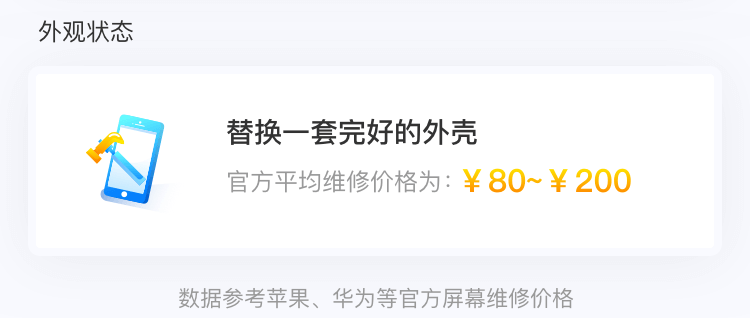 外观状态
替换一套完好的外壳
官方平均维修价格为：￥80~￥200
数据参考苹果、华为等官方屏幕维修价格